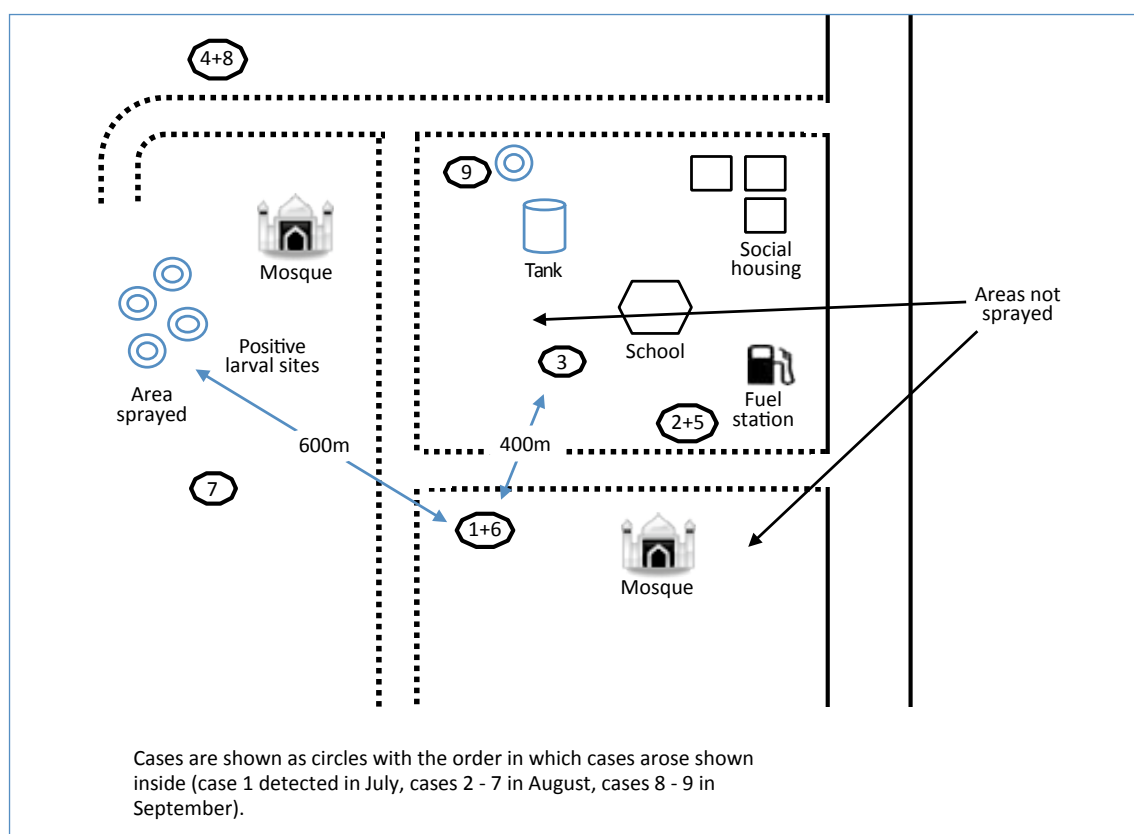 4+8
9
Mosque
Tank
Social
housing
Areas not
sprayed
Positive
larval sites
School
3
Area
sprayed
Fuel
station
2+5
600m
400m
7
1+6
Mosque
Cases are shown as circles with the order in which cases arose shown
inside (case 1 detected in July, cases 2 - 7 in August, cases 8 - 9 in
September).